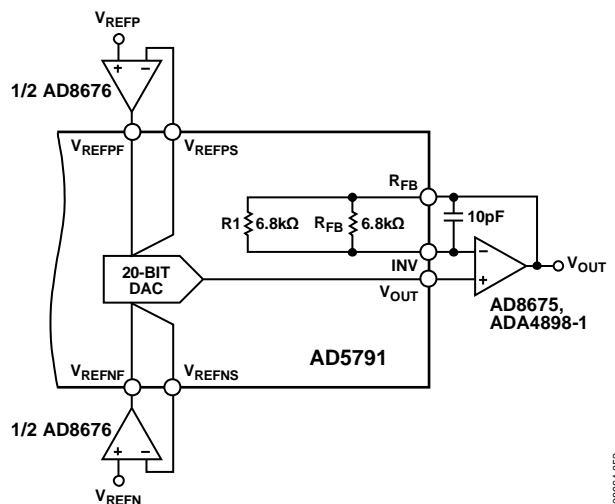 VREFP
+ −
1/2 AD8676
VREFPF
VREFPS
RFB
R1 6.8kΩ
RFB 6.8kΩ
10pF
20-BIT
DAC
INV
VOUT
−
+
VOUT
AD8675,
ADA4898-1
AD5791
VREFNF
VREFNS
1/2 AD8676
+ −
VREFN